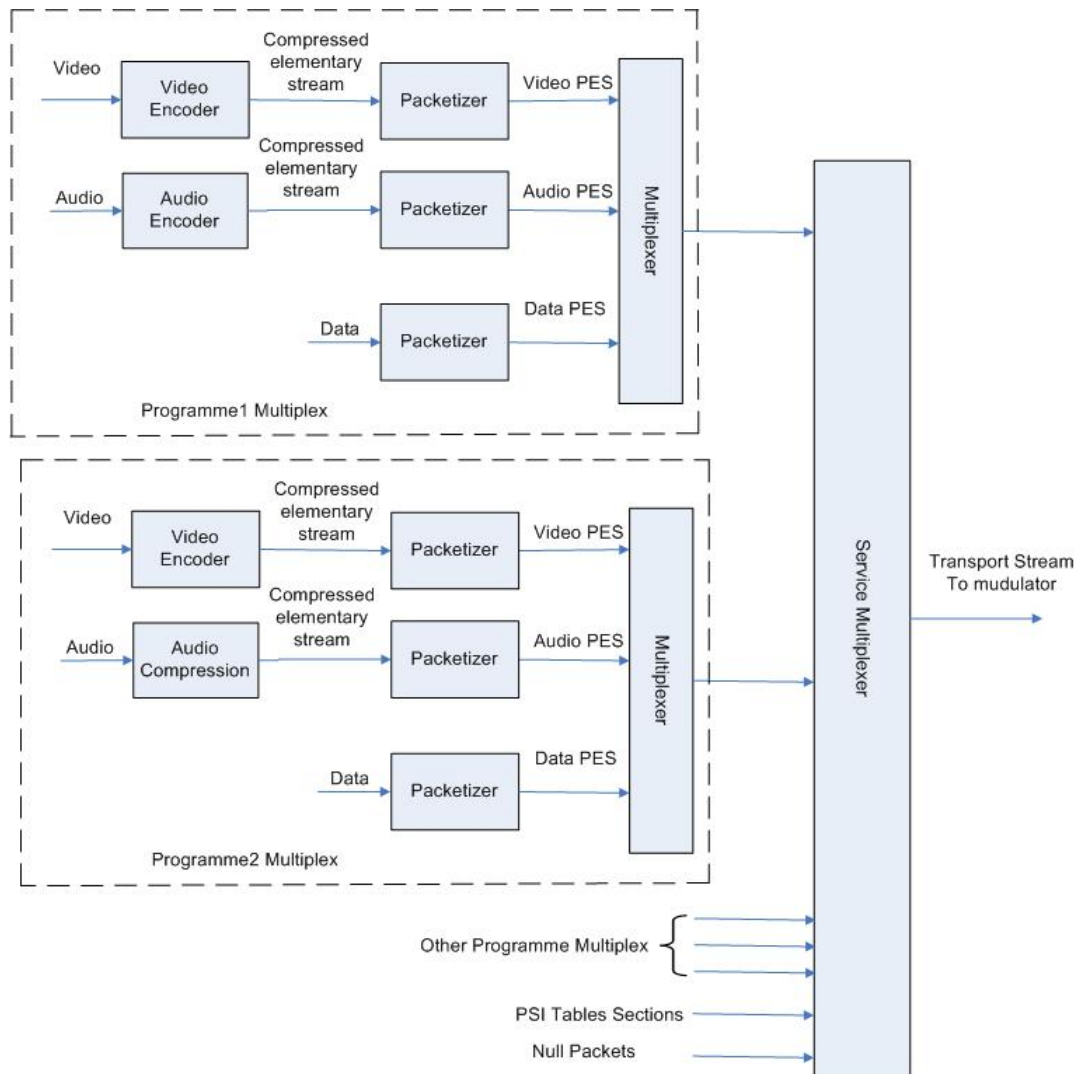 Video
Video
Encoder
Compressed
elementary
stream
Packetizer
Video PES
Audio
Audio
Encoder
Compressed
elementary
stream
Packetizer
Audio PES
Multiplexer
Data
Packetizer
Data PES
Programme1 Multiplex
Video
Video
Encoder
Compressed
elementary
stream
Packetizer
Video PES
Audio
Audio
Compression
Compressed
elementary
stream
Packetizer
Audio PES
Multiplexer
Data
Packetizer
Data PES
Programme2 Multiplex
Service Multiplexer
Transport Stream
To mudulator
Other Programme Multiplex
PSI Tables Sections
Null Packets